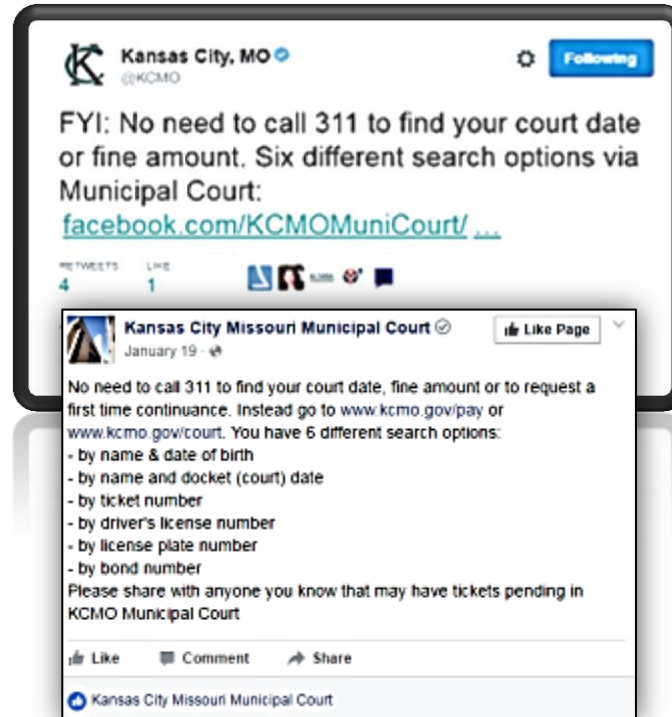 Kansas City, MO
@KCMO
Following
FYI: No need to call 311 to find your court date
or fine amount. Six different search options via
Municipal Court:
facebook.com/KCMOMuniCourt/ ...
RETWEETS LIKE
4 1
Kansas City Missouri Municipal Court
Like Page
January 19 ·
No need to call 311 to find your court date, fine amount or to request a
first time continuance. Instead go to www.kcmo.gov/pay or
www.kcmo.gov/court. You have 6 different search options:
- by name & date of birth
- by name and docket (court) date
- by ticket number
- by driver's license number
- by license plate number
- by bond number
Please share with anyone you know that may have tickets pending in
KCMO Municipal Court
Like Comment Share
Kansas City Missouri Municipal Court